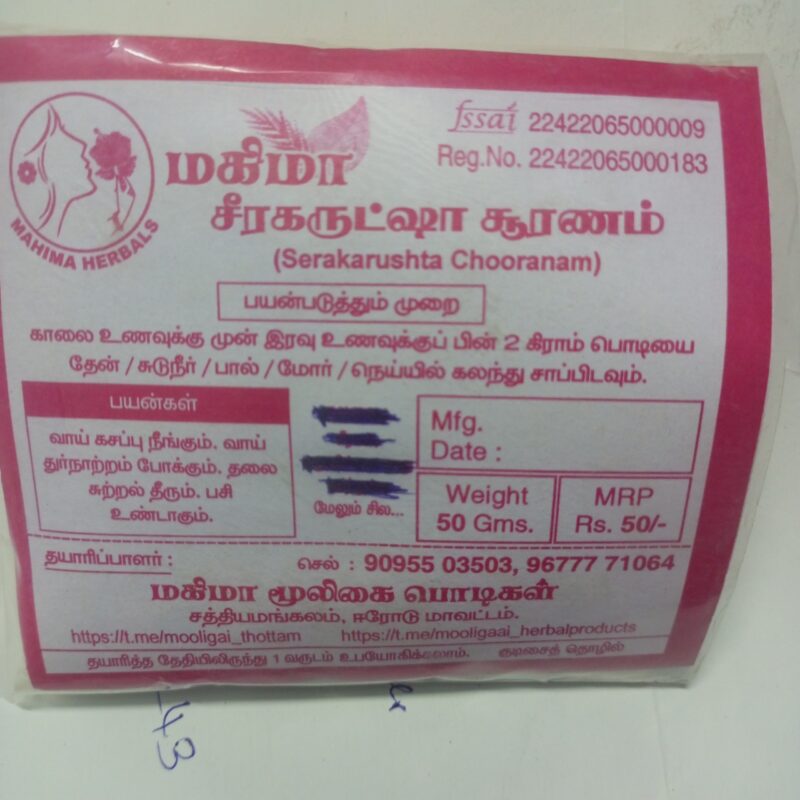 MAHIMA HERBALS
fssai 22422065000009
Reg.No. 22422065000183
மகிமா
சீரகருட்ஷா சூரணம்
(Serakarushta Chooranam)
பயன்படுத்தும் முறை
காலை உணவுக்கு முன் இரவு உணவுக்குப் பின் 2 கிராம் பொடியை
தேன் / சுடுநீர் / பால் / மோர் / நெய்யில் கலந்து சாப்பிடவும்.
பயன்கள்
வாய் கசப்பு நீங்கும். வாய்
துர்நாற்றம் போக்கும். தலை
சுற்றல் தீரும். பசி
உண்டாகும்.
மேலும் சில...
Mfg.
Date :
Weight
50 Gms.
MRP
Rs. 50/-
தயாரிப்பாளர் :
செல் : 90955 03503, 96777 71064
மகிமா மூலிகை பொடிகள்
சத்தியமங்கலம், ஈரோடு மாவட்டம்.
https://t.me/mooligai_thottam https://t.me/mooligaai_herbalproducts
தயாரித்த தேதியிலிருந்து 1 வருடம் உபயோகிக்கலாம். குடிசைத் தொழில்
43